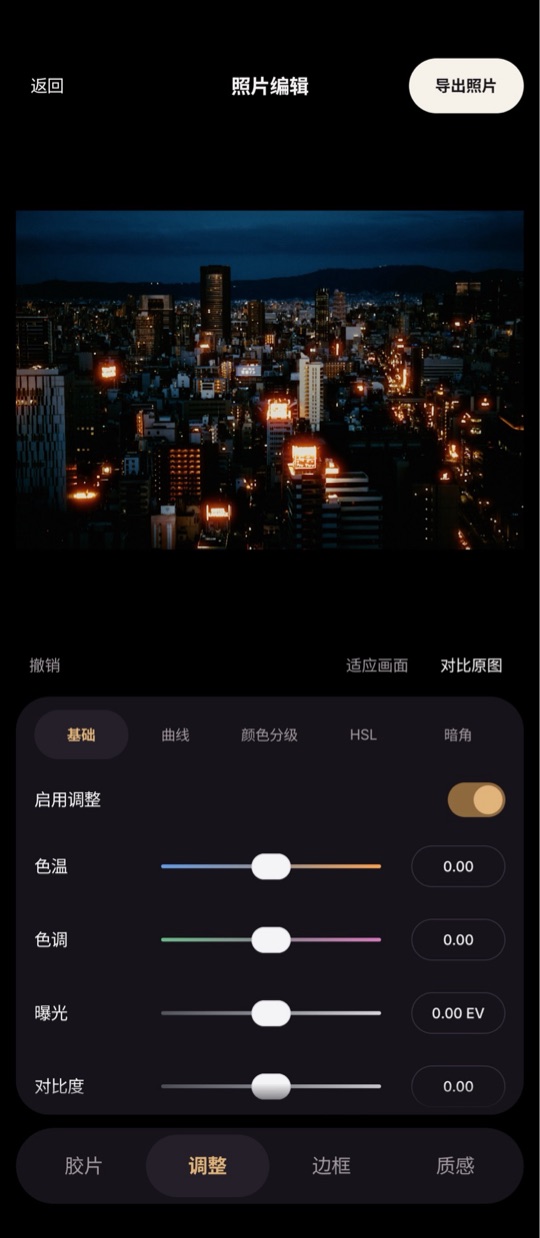 返回 照片编辑 导出照片
撤销 适应画面 对比原图
基础 曲线 颜色分级 HSL 暗角
启用调整
色温 0.00
色调 0.00
曝光 0.00 EV
对比度 0.00
胶片 调整 边框 质感